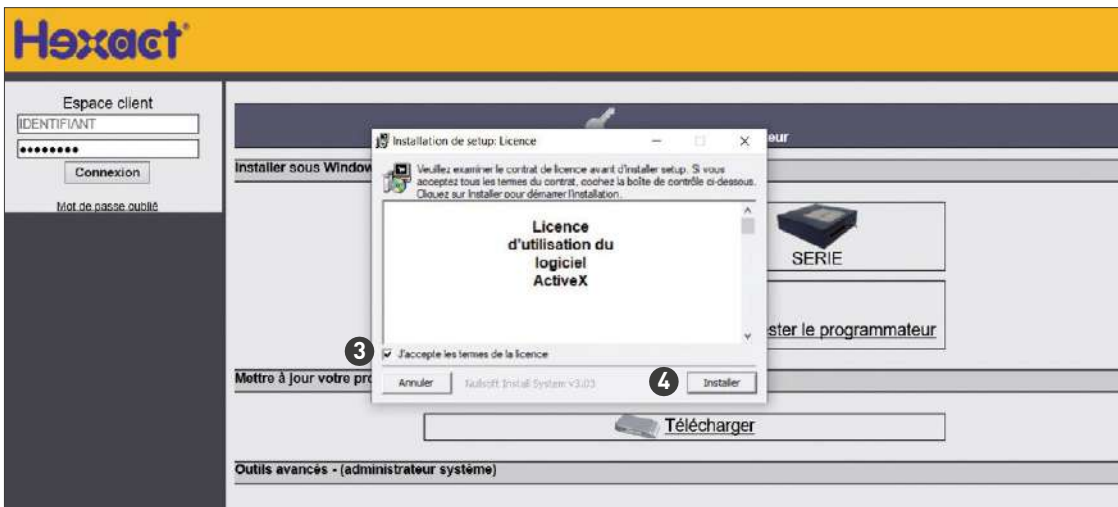 Hexact
Espace client
IDENTIFIANT
Connexion
Mot de passe oublié
eur
Installer sous Window
Installation de setup: Licence
Veuillez examiner le contrat de licence avant d'installer setup. Si vous
acceptez tous les termes du contrat, cochez la boîte de contrôle ci-dessous.
Cliquez sur Installer pour démarrer l'installation.
Licence
d'utilisation du
logiciel
ActiveX
SERIE
ster le programmateur
3
J'accepte les termes de la licence
Mettre à jour votre pro
Annuler
Nullsoft Install System v3.03
4
Installer
Télécharger
Outils avancés - (administrateur système)